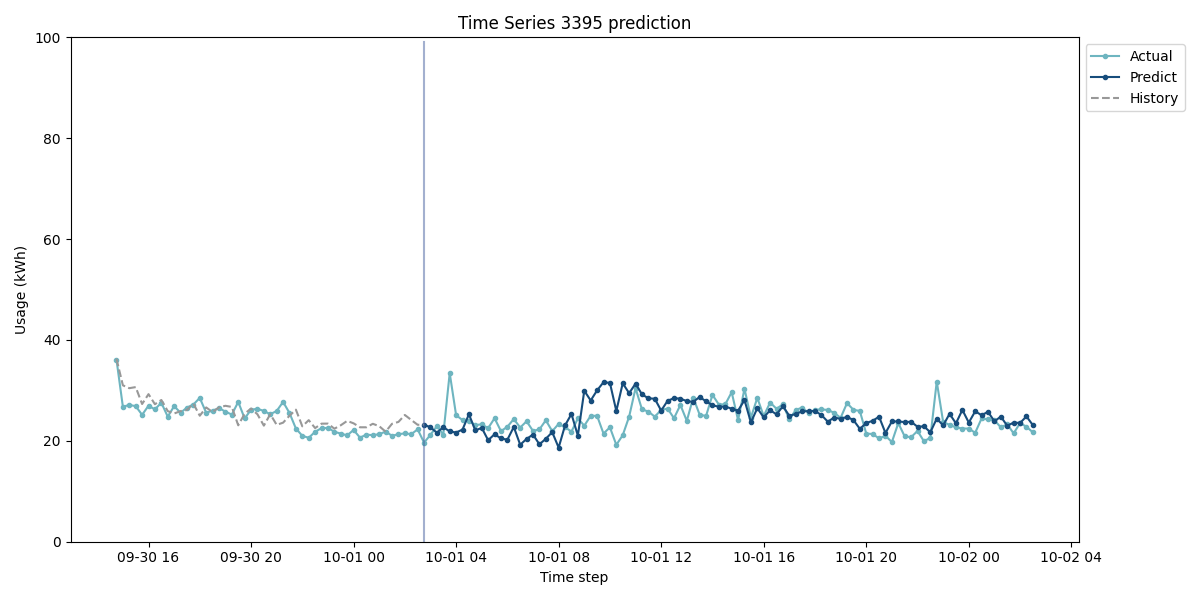 Time Series 3395 prediction
100
80
60
40
20
0
Usage (kWh)
09-30 16
09-30 20
10-01 00
10-01 04
10-01 08
10-01 12
10-01 16
10-01 20
10-02 00
10-02 04
Time step
Actual
Predict
History